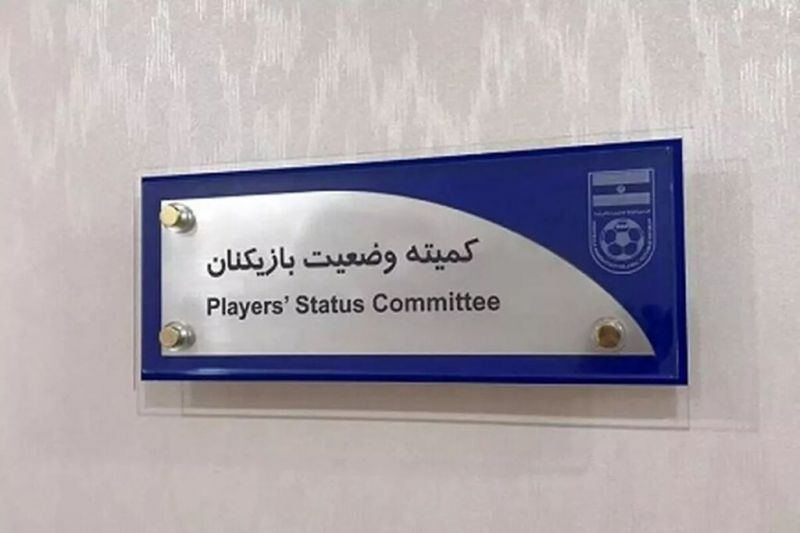 کمیته وضعیت بازیکنان
Players' Status Committee